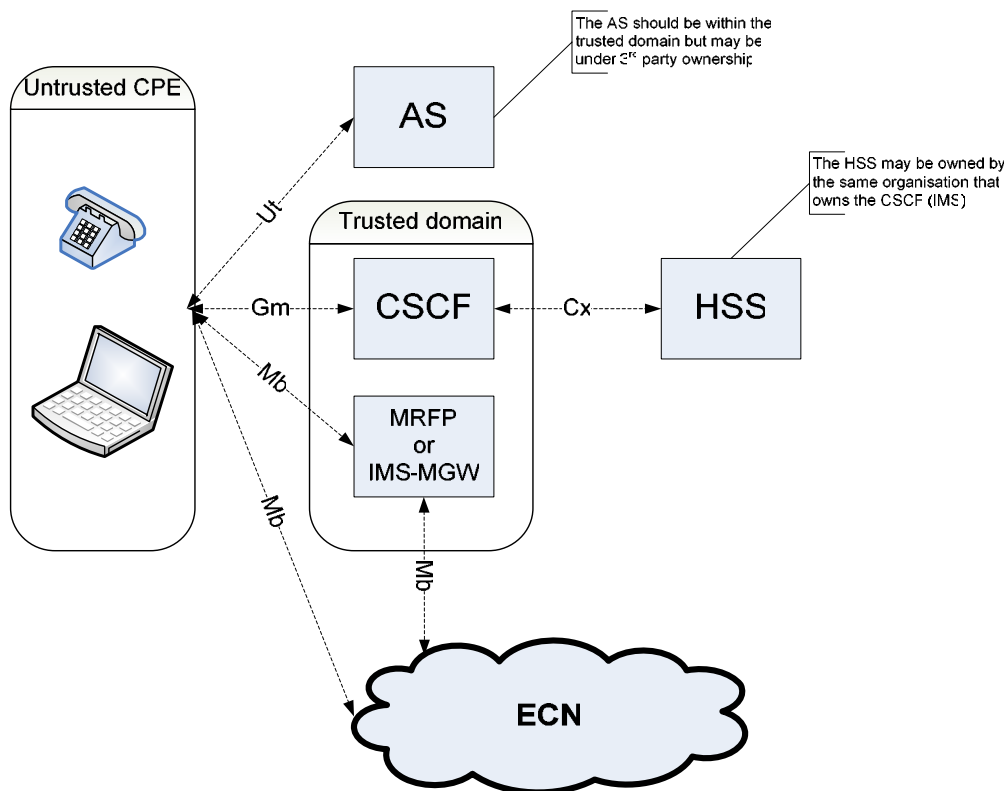 The AS should be within the
trusted domain but may be
under 3rd party ownership
Untrusted CPE
AS
The HSS may be owned by
the same organisation that
owns the CSCF (IMS)
Ut
Trusted domain
Gm
CSCF
Cx
HSS
Mb
MRFP
or
IMS-MGW
Mb
Mb
ECN